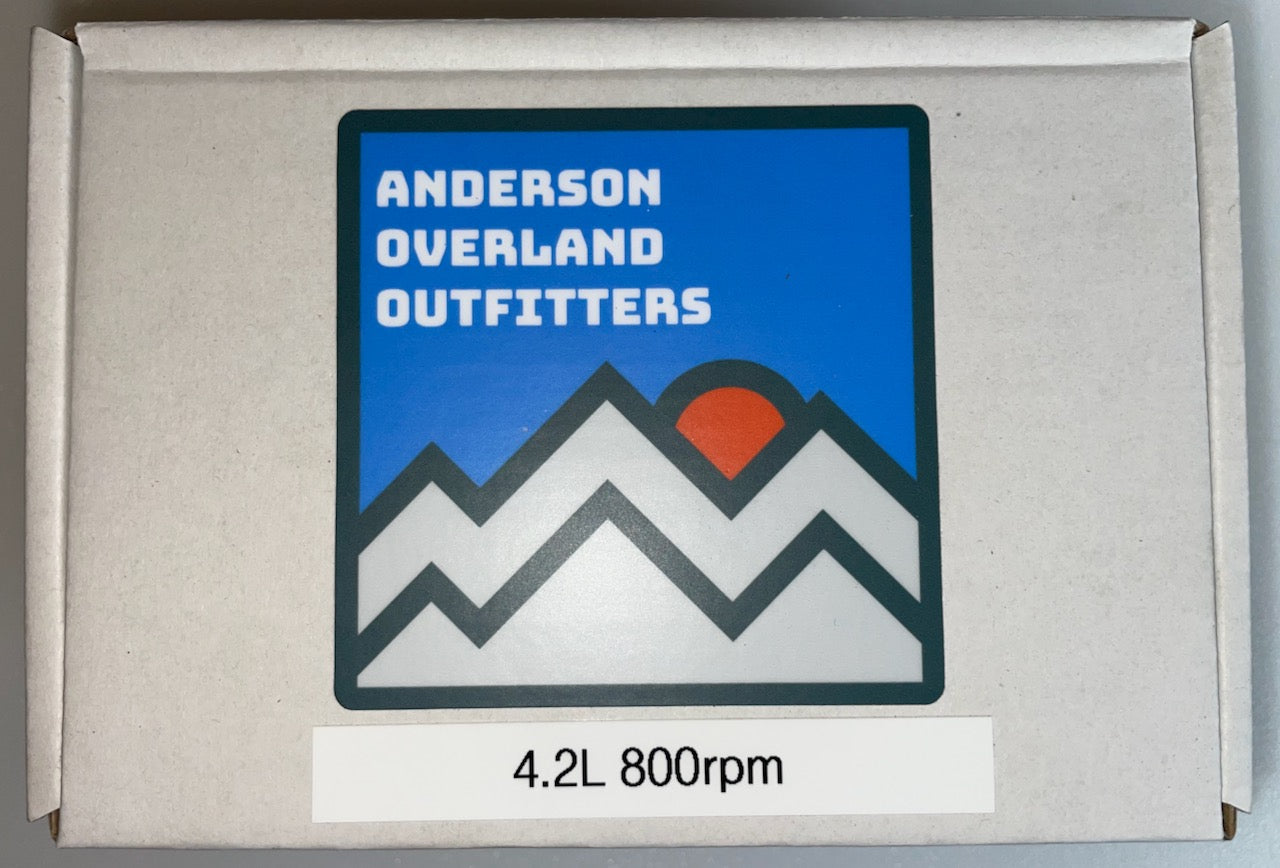 ANDERSON
OVERLAND
OUTFITTERS
4.2L 800rpm